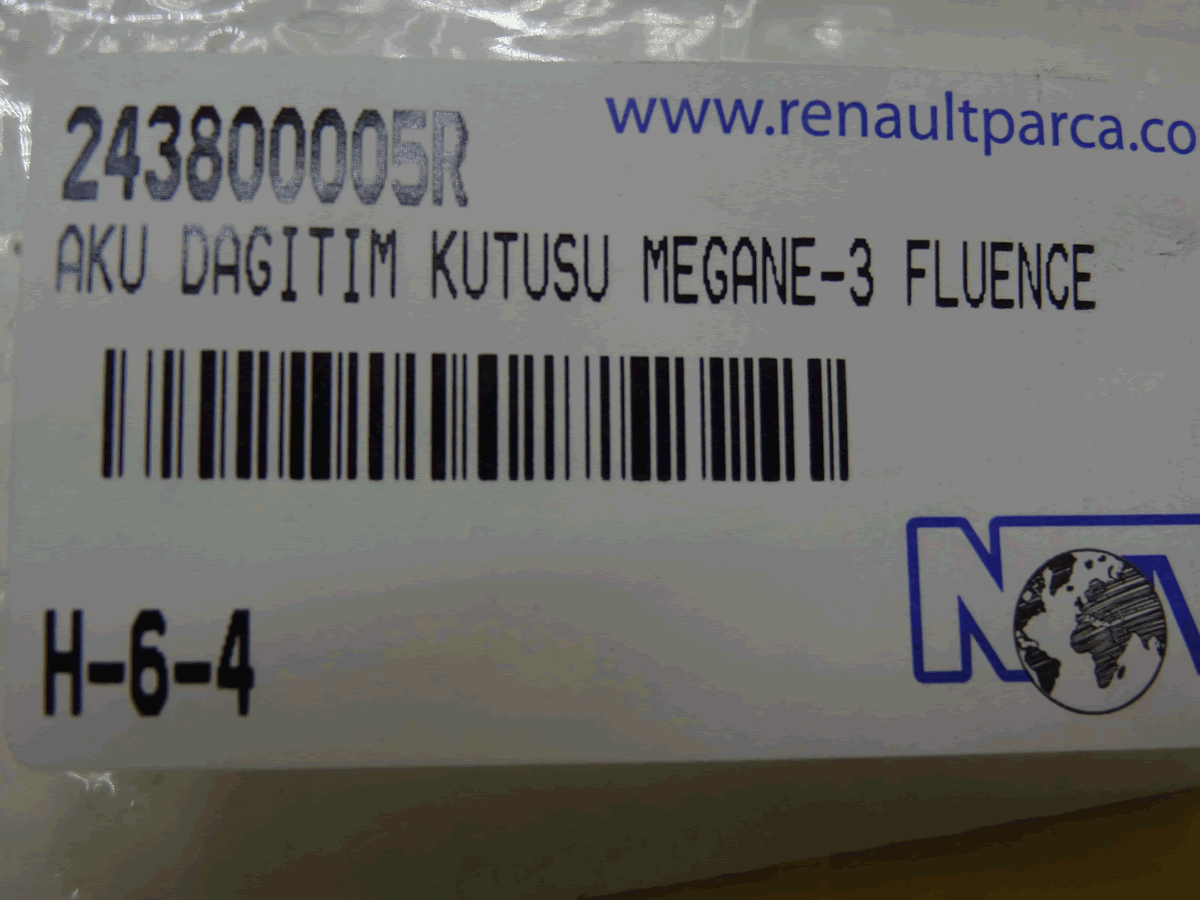 243800005R
www.renaultparca.co
AKU DAGITIM KUTUSU MEGANE-3 FLUENCE
H-6-4